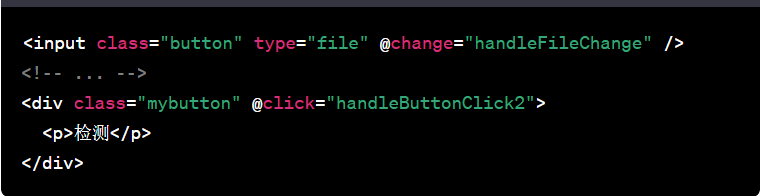 <input class="button" type="file" @change="handleFileChange" />
<!-- ... -->
<div class="mybutton" @click="handleButtonClick2">
  <p>检测</p>
</div>